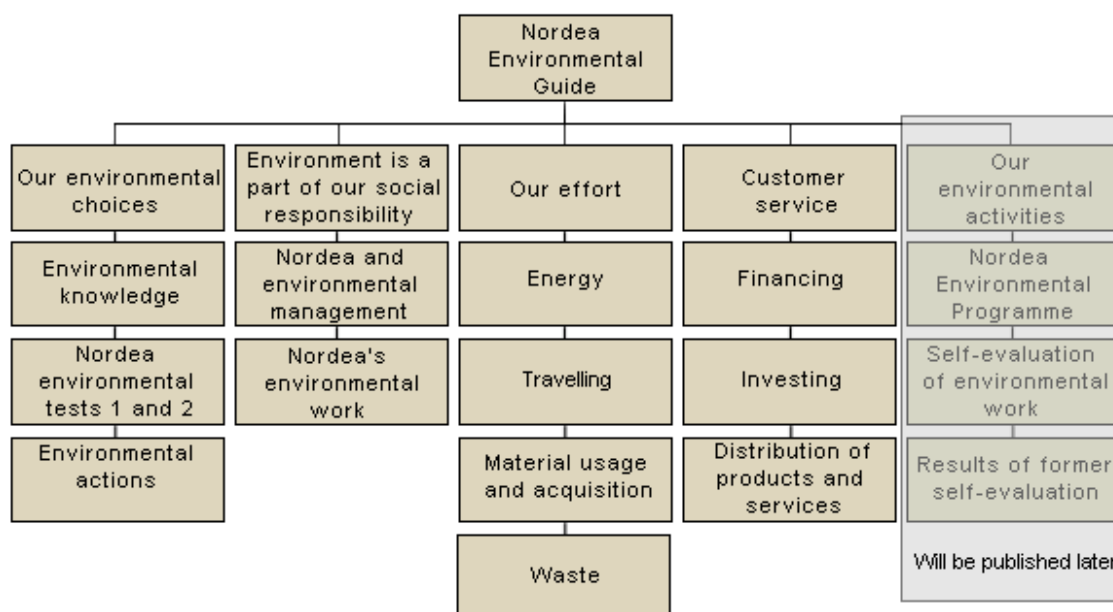 Nordea
Environmental
Guide
Our environmental
choices
Environmental
knowledge
Nordea
environmental
tests 1 and 2
Environmental
actions
Environment is a
part of our social
responsibility
Nordea and
environmental
management
Nordea's
environmental
work
Our effort
Energy
Travelling
Material usage
and acquisition
Waste
Customer
service
Financing
Investing
Distribution of
products and
services
Our
environmental
activities
Nordea
Environmental
Programme
Self-evaluation
of environmental
work
Results of former
self-evaluation
Will be published later